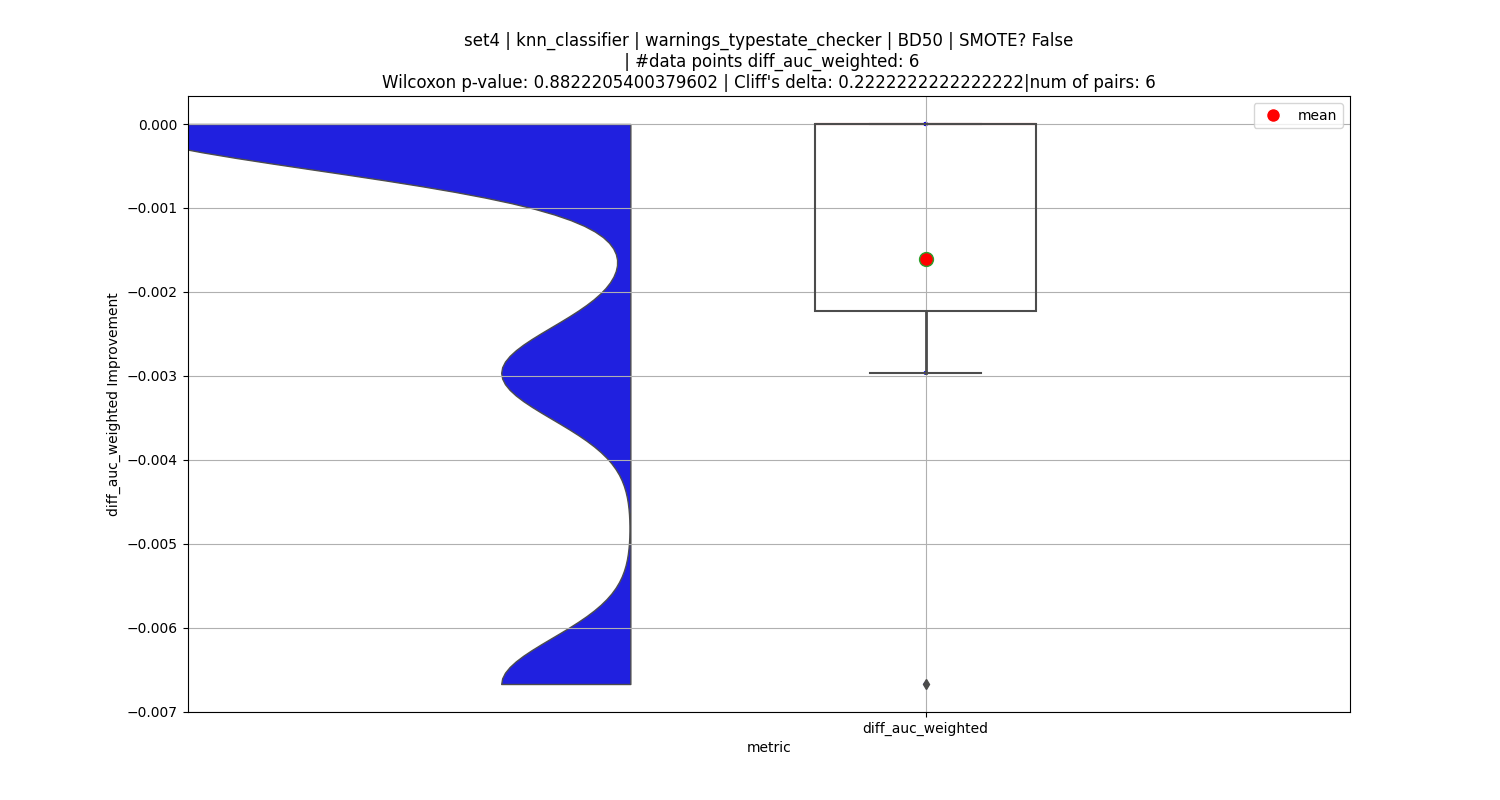 set4 | knn_classifier | warnings_typestate_checker | BD50 | SMOTE? False
| #data points diff_auc_weighted: 6
Wilcoxon p-value: 0.8822205400379602 | Cliff's delta: 0.2222222222222222|num of pairs: 6
mean
0.000
−0.001
−0.002
−0.003
−0.004
−0.005
−0.006
−0.007
diff_auc_weighted Improvement
diff_auc_weighted
metric